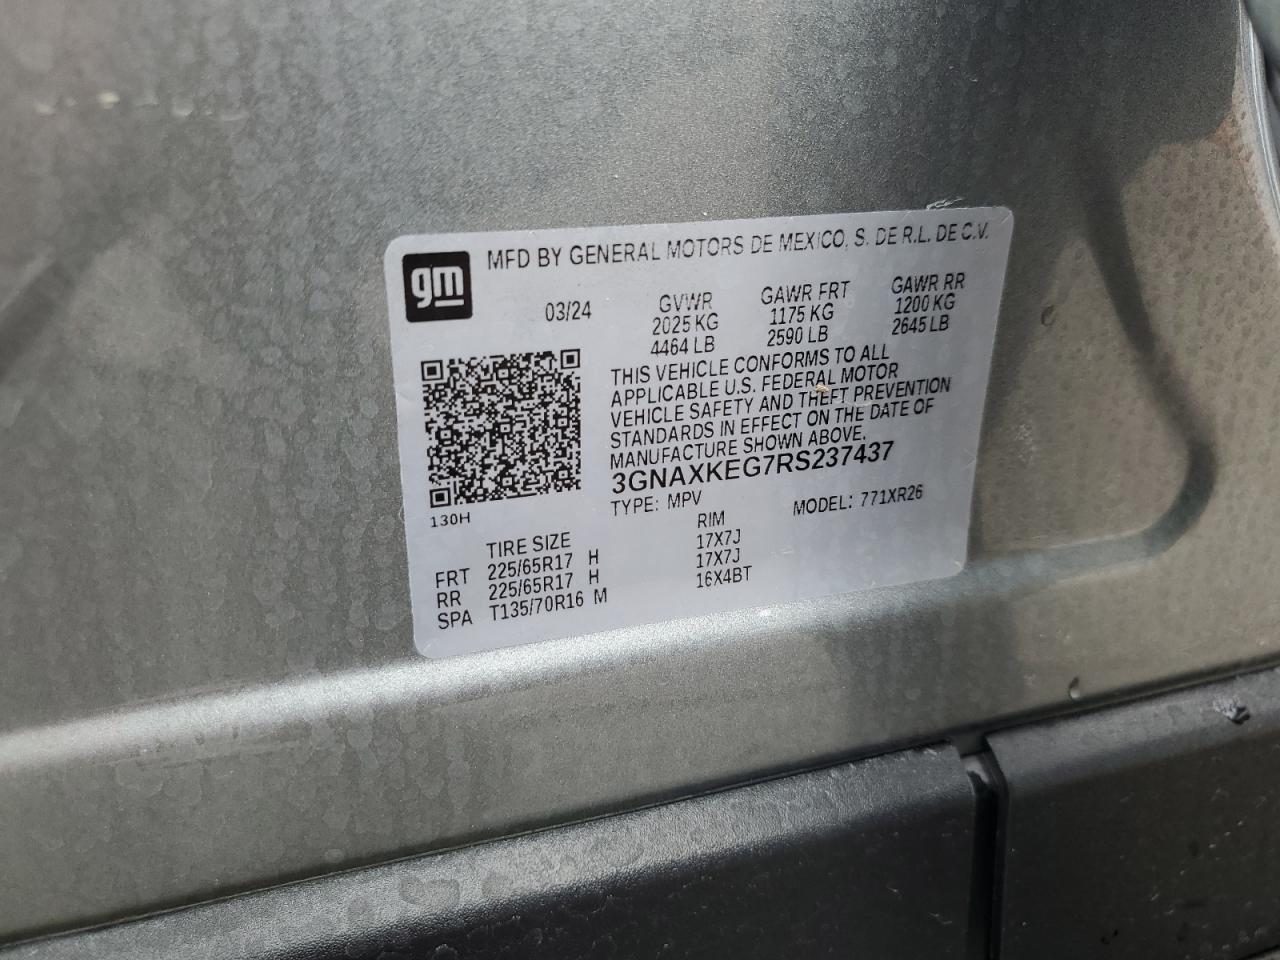 gm
MFD BY GENERAL MOTORS DE MEXICO, S. DE R.L. DE C.V.
03/24 GVWR GAWR FRT GAWR RR
2025 KG 1175 KG 1200 KG
4464 LB 2590 LB 2645 LB
THIS VEHICLE CONFORMS TO ALL
APPLICABLE U.S. FEDERAL MOTOR
VEHICLE SAFETY AND THEFT PREVENTION
STANDARDS IN EFFECT ON THE DATE OF
MANUFACTURE SHOWN ABOVE.
3GNAXKEG7RS237437
TYPE: MPV MODEL: 771XR26
130H
TIRE SIZE RIM
FRT 225/65R17 H 17X7J
RR 225/65R17 H 17X7J
SPA T135/70R16 M 16X4BT